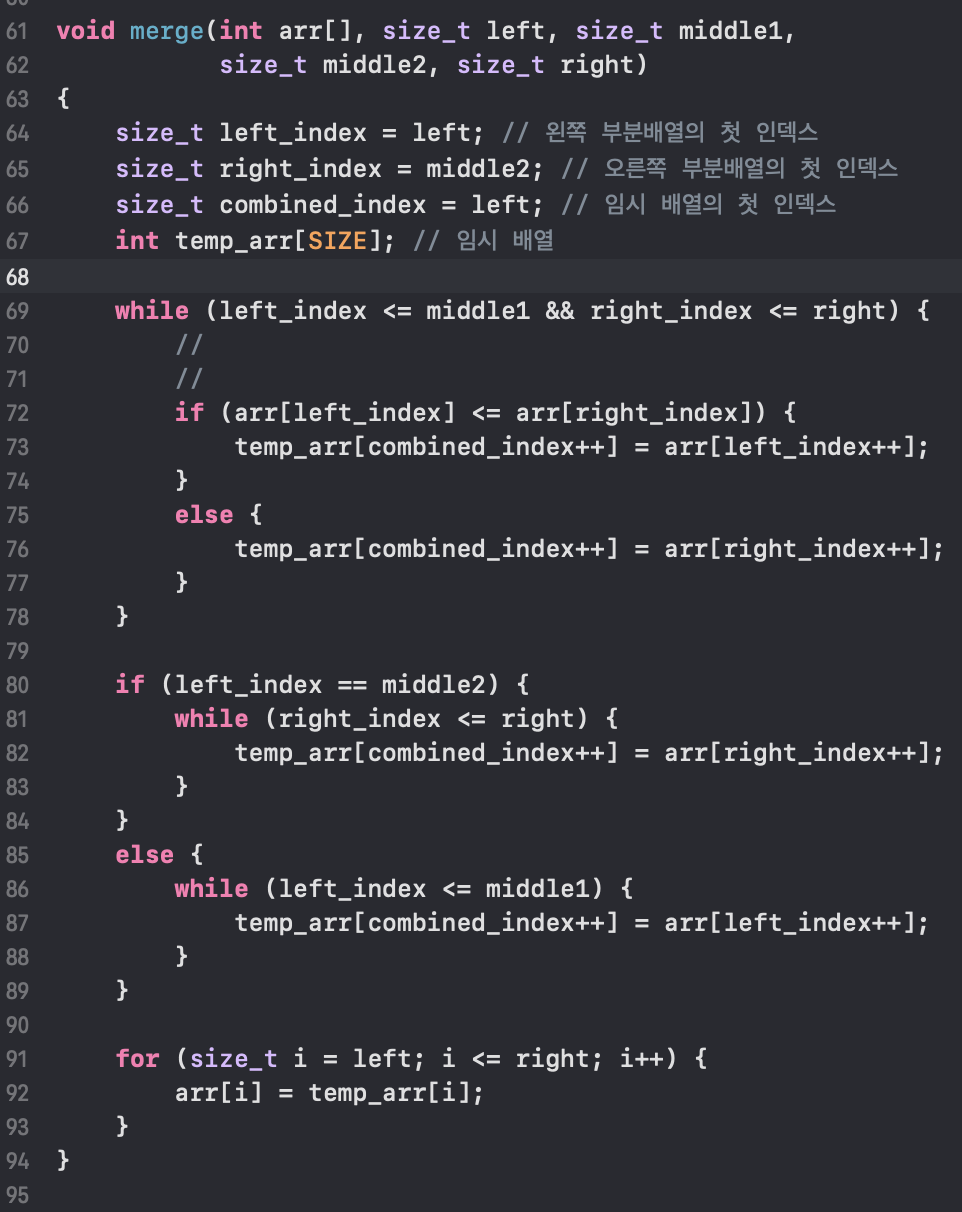 61 void merge(int arr[], size_t left, size_t middle1,
62            size_t middle2, size_t right)
63 {
64     size_t left_index = left; // 왼쪽 부분배열의 첫 인덱스
65     size_t right_index = middle2; // 오른쪽 부분배열의 첫 인덱스
66     size_t combined_index = left; // 임시 배열의 첫 인덱스
67     int temp_arr[SIZE]; // 임시 배열
68
69     while (left_index <= middle1 && right_index <= right) {
70         //
71         //
72         if (arr[left_index] <= arr[right_index]) {
73             temp_arr[combined_index++] = arr[left_index++];
74         }
75         else {
76             temp_arr[combined_index++] = arr[right_index++];
77         }
78     }
79
80     if (left_index == middle2) {
81         while (right_index <= right) {
82             temp_arr[combined_index++] = arr[right_index++];
83         }
84     }
85     else {
86         while (left_index <= middle1) {
87             temp_arr[combined_index++] = arr[left_index++];
88         }
89     }
90
91     for (size_t i = left; i <= right; i++) {
92         arr[i] = temp_arr[i];
93     }
94 }
95